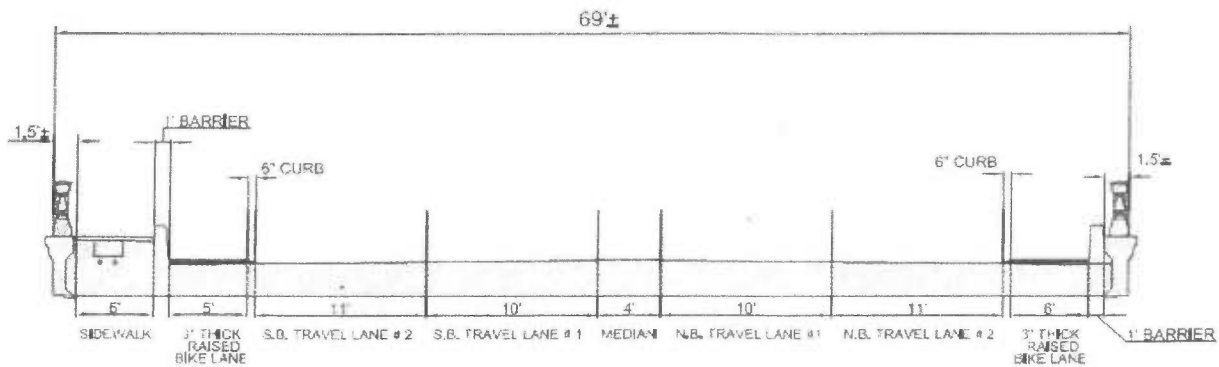 69'±
1' BARRIER
1.5'±
6" CURB
6" CURB
1.5'±
5' 11' 10' 4' 10' 11'
SIDEWALK
3" THICK
RAISED
BIKE LANE
S.B. TRAVEL LANE # 2
S.B. TRAVEL LANE # 1
MEDIAN
N.B. TRAVEL LANE #1
N.B. TRAVEL LANE # 2
3" THICK
RAISED
BIKE LANE
1' BARRIER